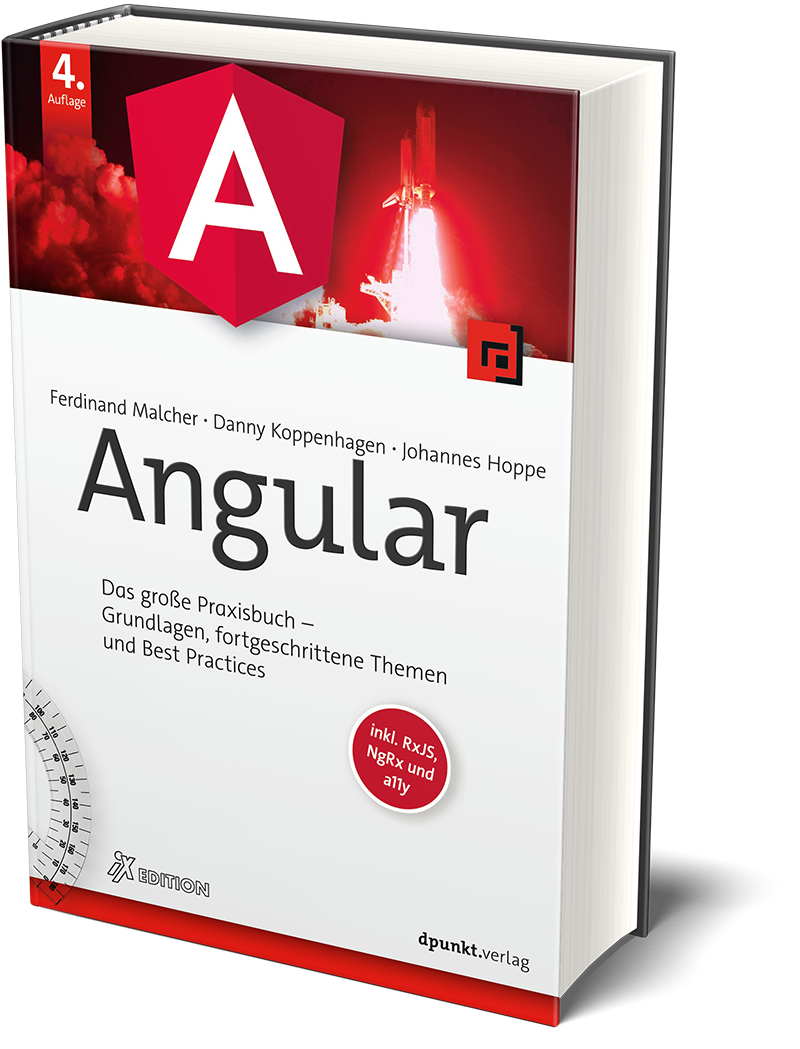 4.
Auflage
A
Ferdinand Malcher · Danny Koppenhagen · Johannes Hoppe
Angular
Das große Praxisbuch –
Grundlagen, fortgeschrittene Themen
und Best Practices
inkl. RxJS,
NgRx und
a11y
iX EDITION
dpunkt.verlag